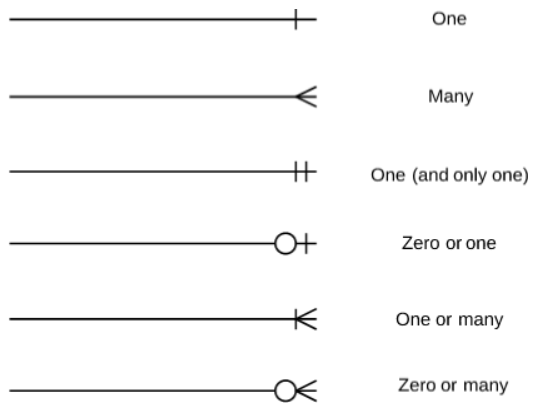 One
Many
One (and only one)
Zero or one
One or many
Zero or many